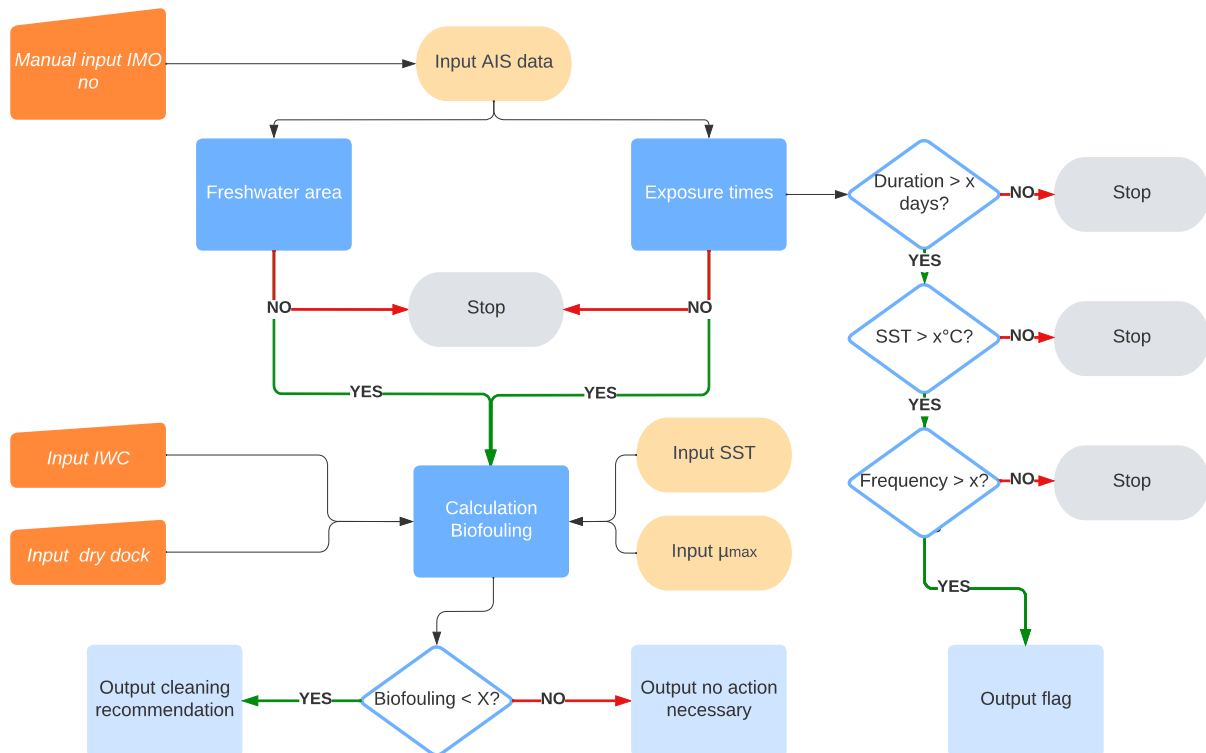 Manual input IMO
no
Input AIS data
Freshwater area
Exposure times
Duration > x
days?
NO
Stop
YES
NO
Stop
NO
SST > x°C?
NO
Stop
YES
YES
YES
Input IWC
Input SST
Frequency > x?
NO
Stop
Calculation
Biofouling
Input dry dock
Input µmax
YES
Output cleaning
recommendation
YES
Biofouling < X?
NO
Output no action
necessary
Output flag